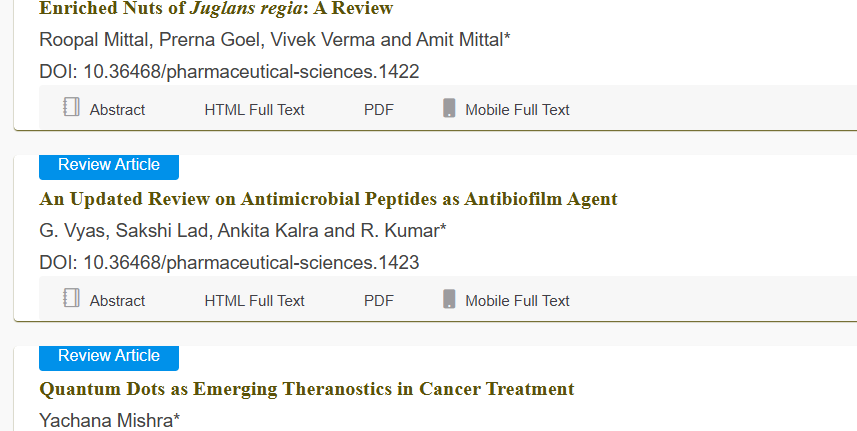 Enriched Nuts of Juglans regia: A Review
Roopal Mittal, Prerna Goel, Vivek Verma and Amit Mittal*
DOI: 10.36468/pharmaceutical-sciences.1422
Abstract HTML Full Text PDF Mobile Full Text
Review Article
An Updated Review on Antimicrobial Peptides as Antibiofilm Agent
G. Vyas, Sakshi Lad, Ankita Kalra and R. Kumar*
DOI: 10.36468/pharmaceutical-sciences.1423
Abstract HTML Full Text PDF Mobile Full Text
Review Article
Quantum Dots as Emerging Theranostics in Cancer Treatment
Yachana Mishra*